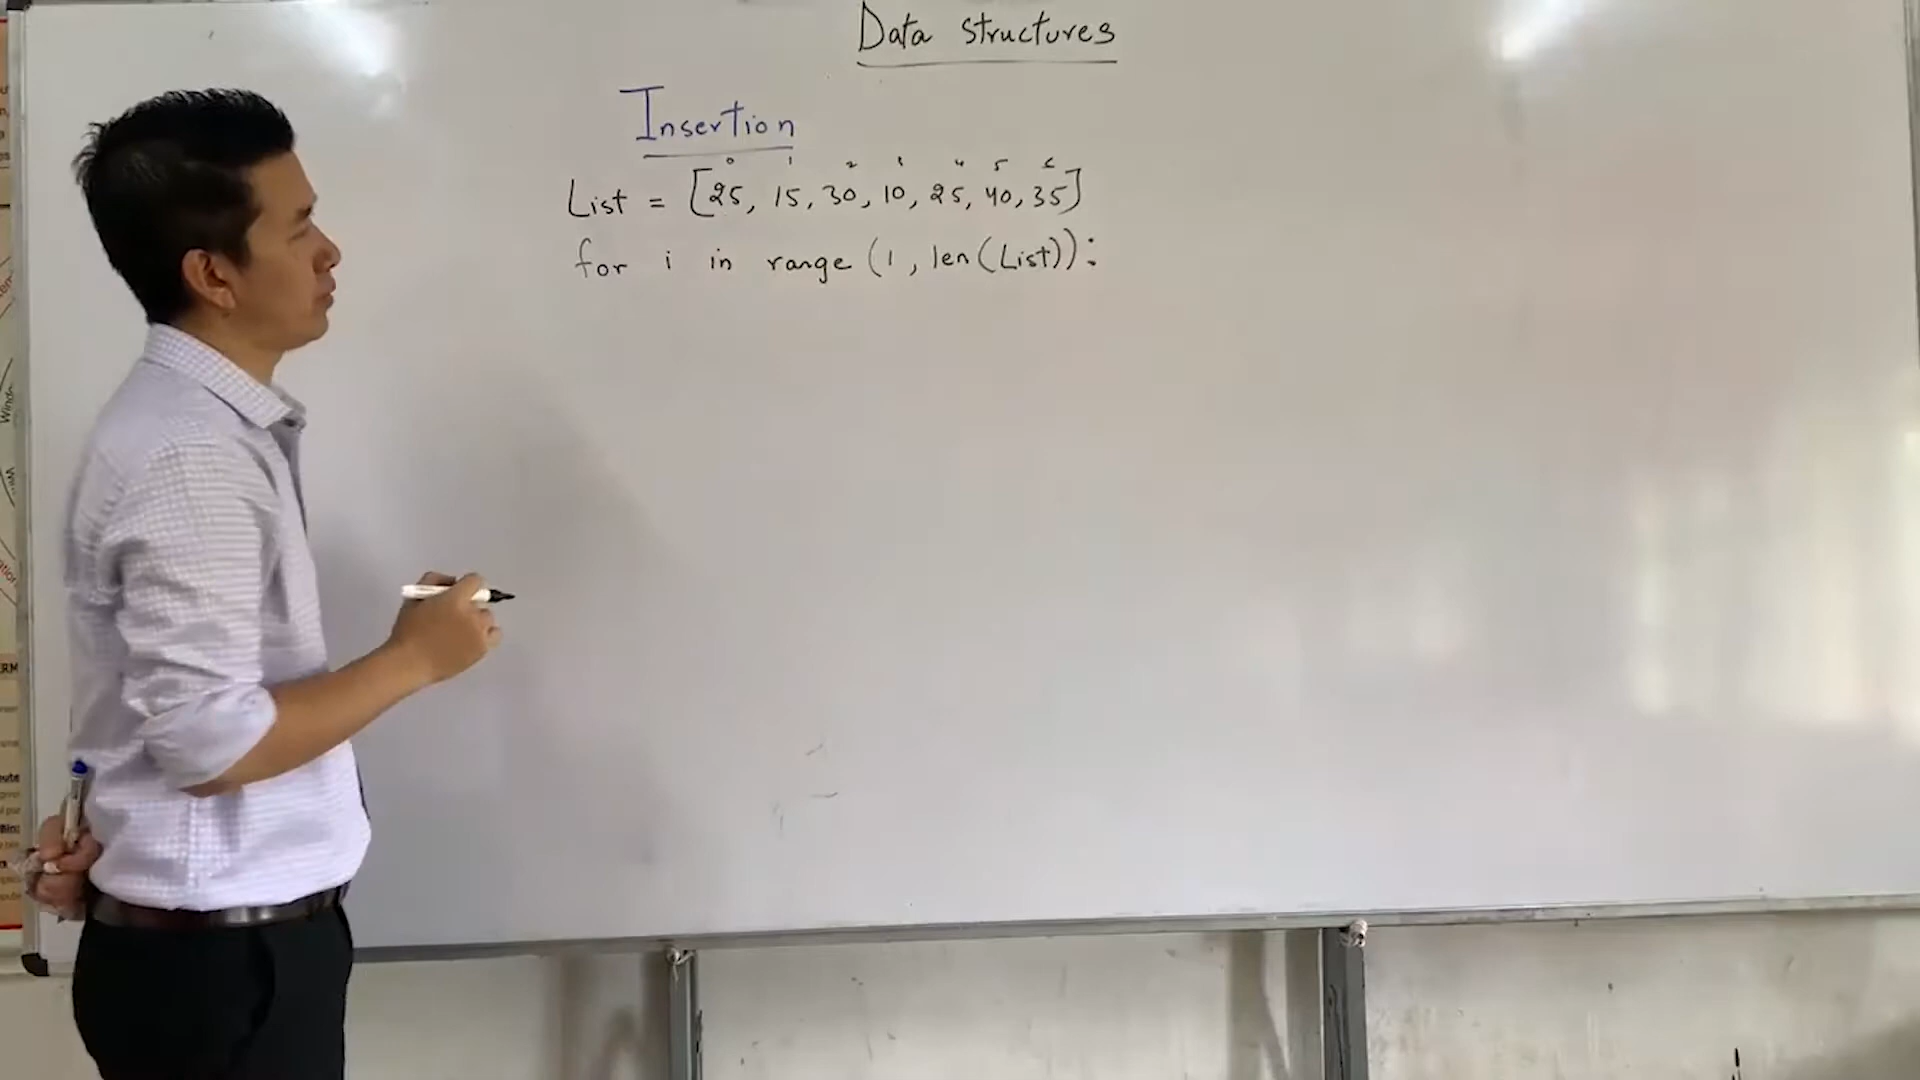 Data structures
Insertion
0 1 2 3 4 5 6
List = [25, 15, 30, 10, 25, 40, 35]
for i in range (1, len(List)):